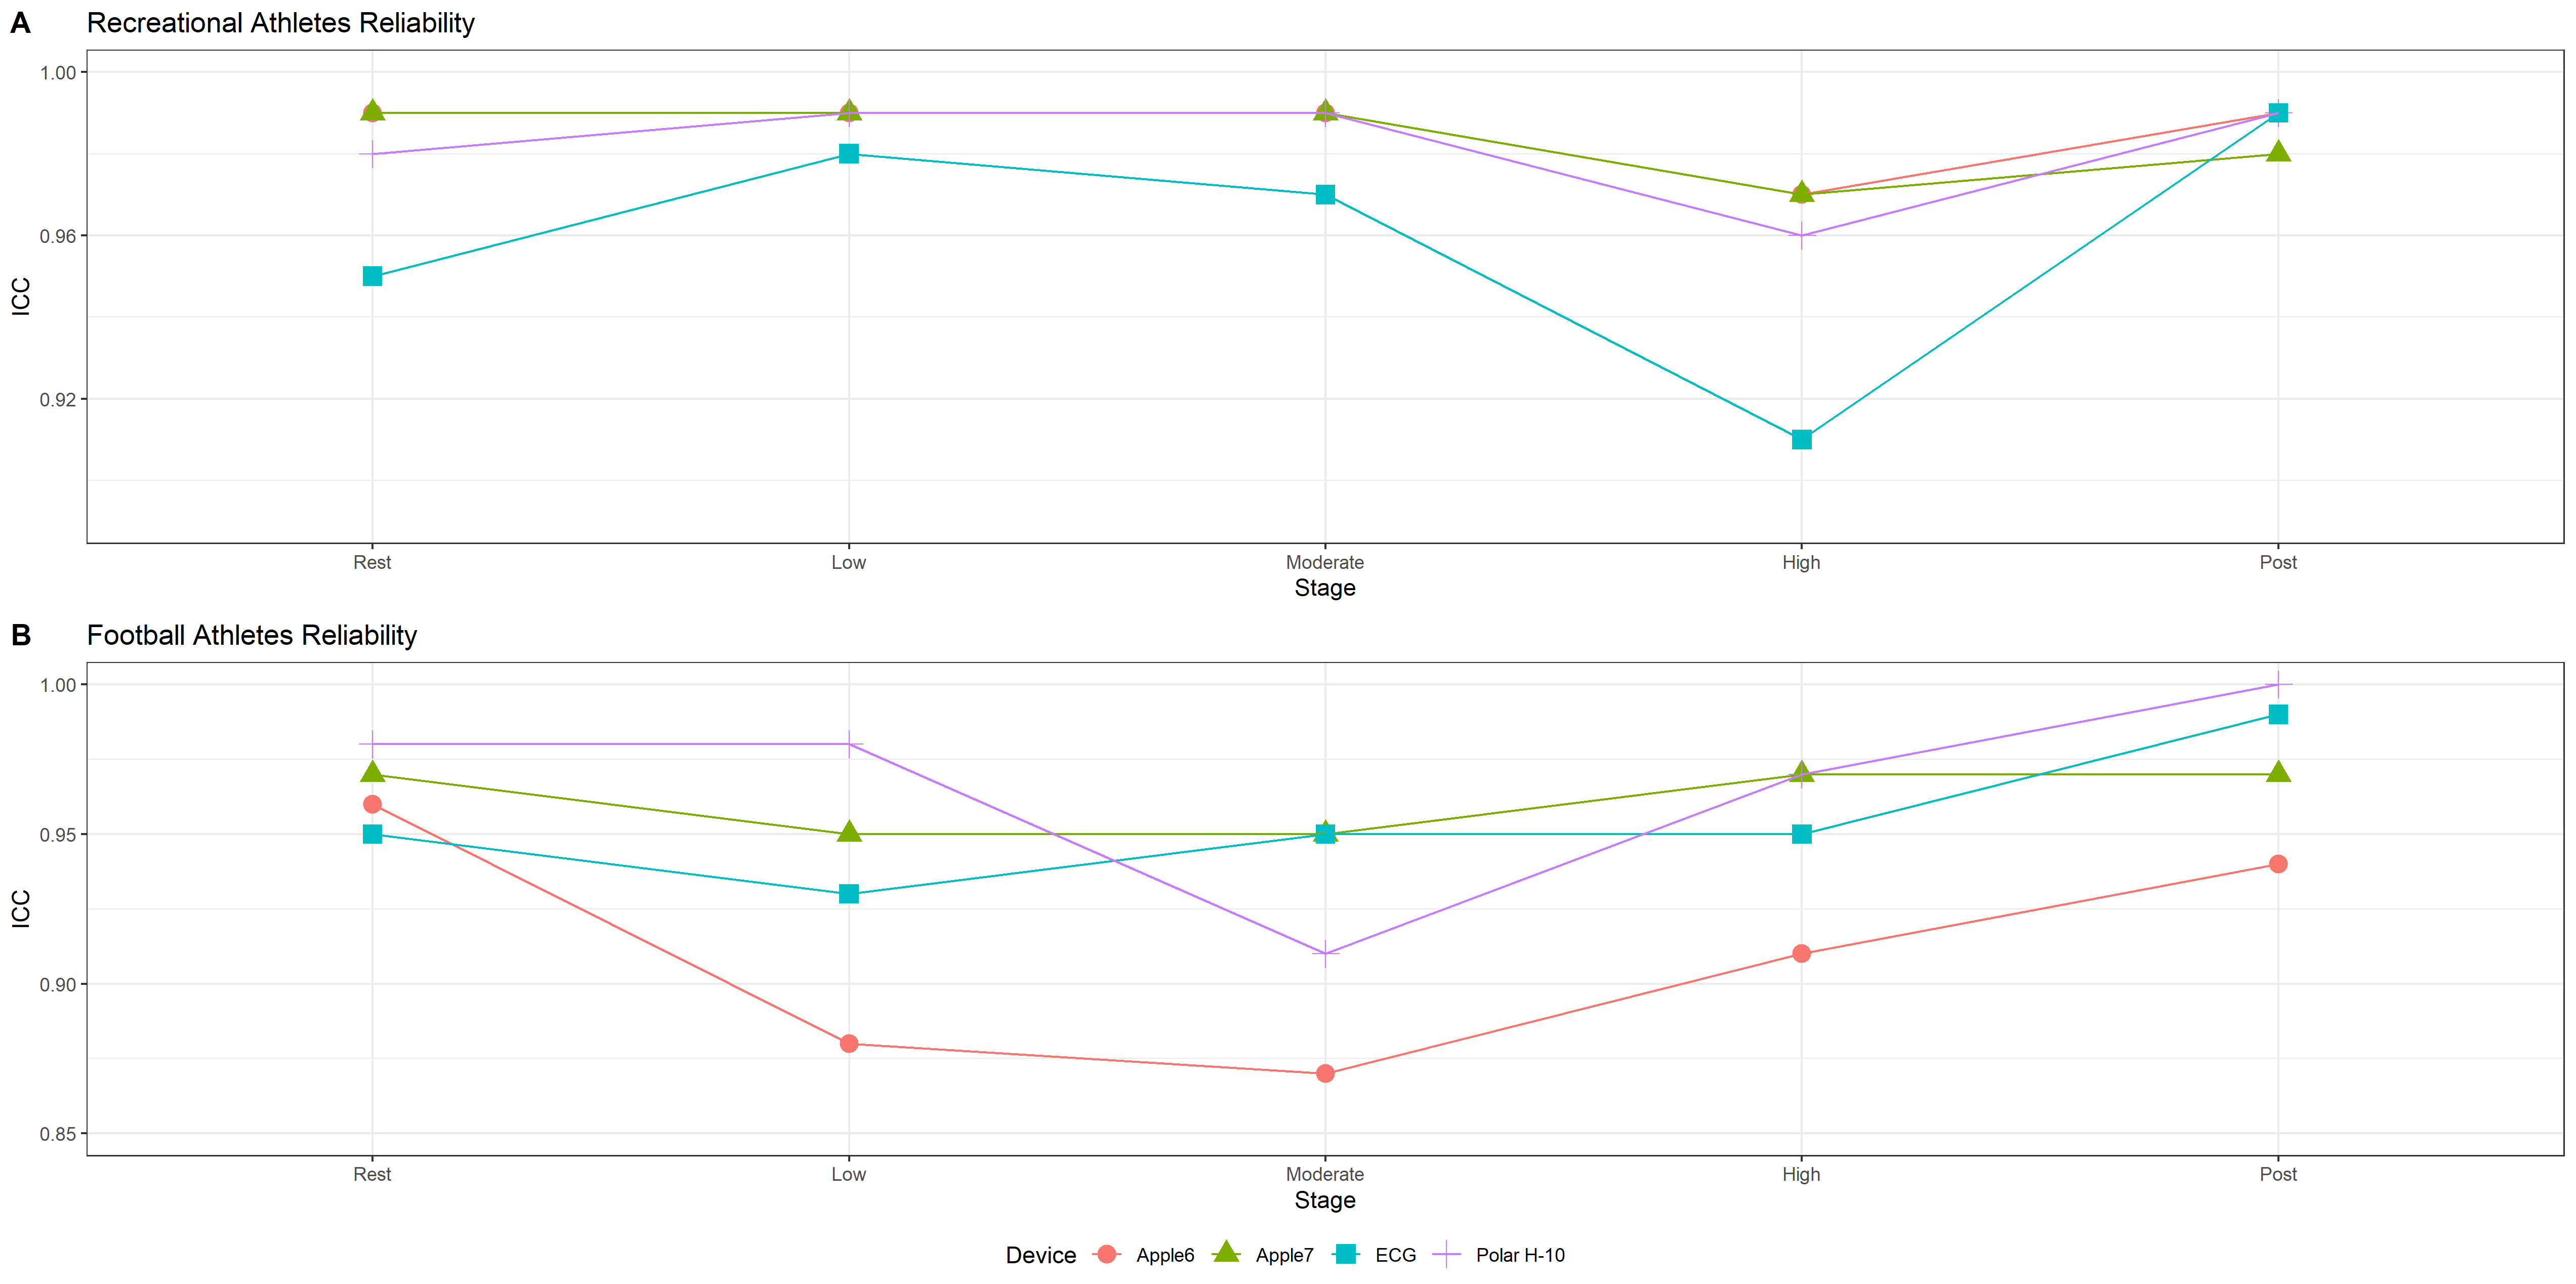 A Recreational Athletes Reliability
1.00
0.96
0.92
ICC
Rest Low Moderate High Post
Stage
B Football Athletes Reliability
1.00
0.95
0.90
0.85
ICC
Rest Low Moderate High Post
Stage
Device Apple6 Apple7 ECG Polar H-10